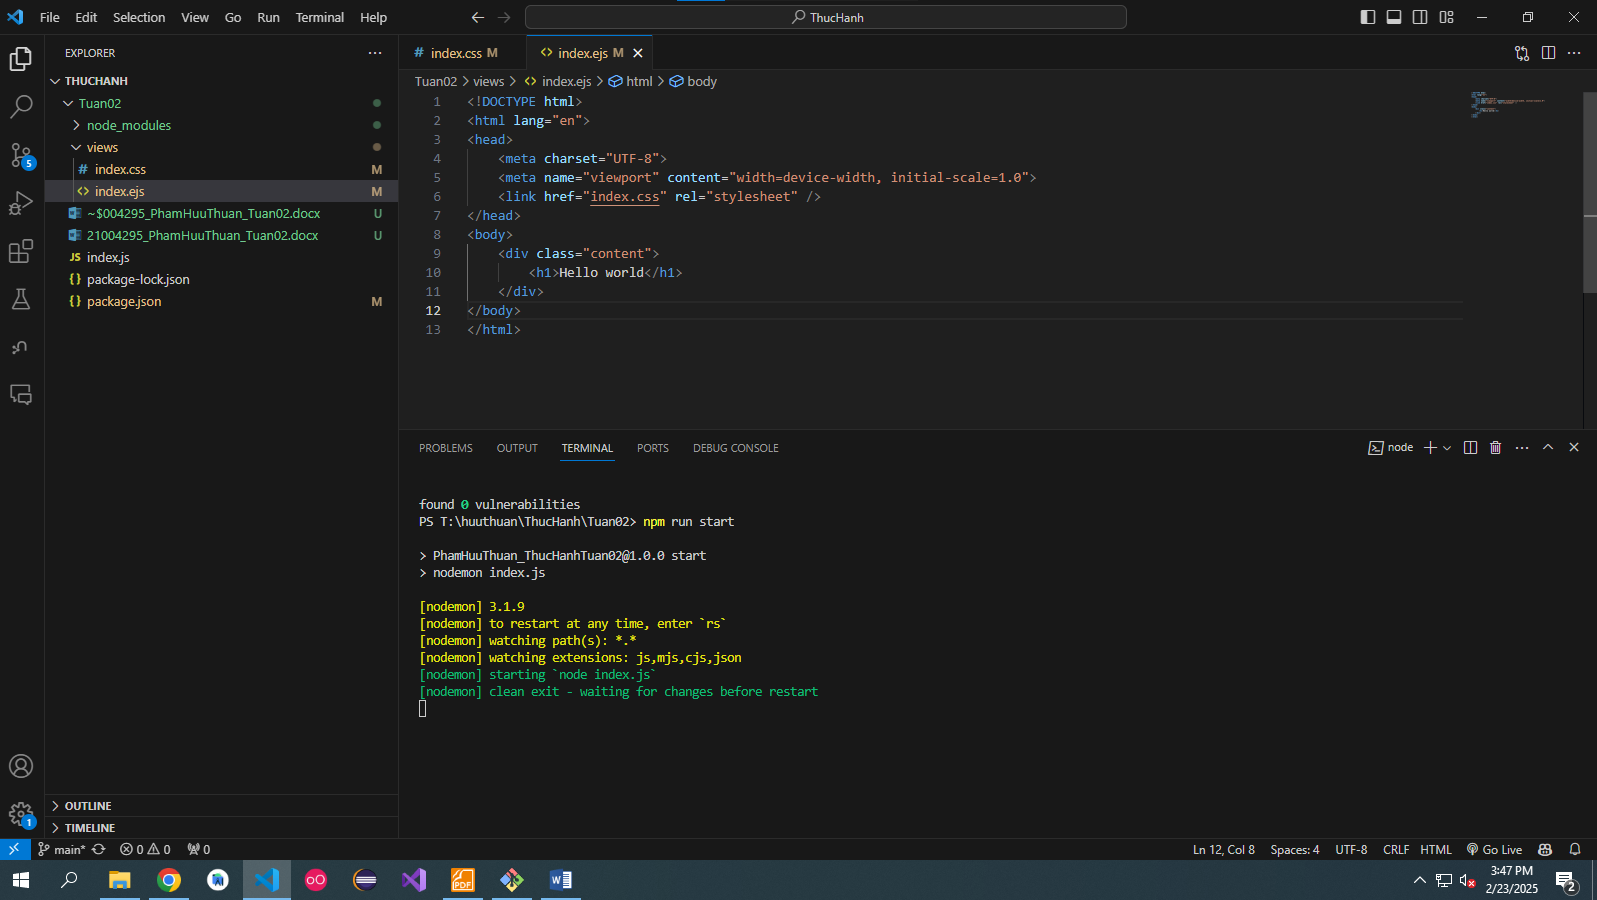 File Edit Selection View Go Run Terminal Help
ThucHanh
EXPLORER
THUCHANH
Tuan02
node_modules
views
# index.css M
<> index.ejs M
~$004295_PhamHuuThuan_Tuan02.docx U
21004295_PhamHuuThuan_Tuan02.docx U
JS index.js
{} package-lock.json
{} package.json M
OUTLINE
TIMELINE
5
1
# index.css M
<> index.ejs M
Tuan02 > views > <> index.ejs > html > body
1 <!DOCTYPE html>
2 <html lang="en">
3 <head>
4     <meta charset="UTF-8">
5     <meta name="viewport" content="width=device-width, initial-scale=1.0">
6     <link href="index.css" rel="stylesheet" />
7 </head>
8 <body>
9     <div class="content">
10         <h1>Hello world</h1>
11     </div>
12 </body>
13 </html>
PROBLEMS OUTPUT TERMINAL PORTS DEBUG CONSOLE
node
found 0 vulnerabilities
PS T:\huuthuan\ThucHanh\Tuan02> npm run start
> PhamHuuThuan_ThucHanhTuan02@1.0.0 start
> nodemon index.js
[nodemon] 3.1.9
[nodemon] to restart at any time, enter `rs`
[nodemon] watching path(s): *.*
[nodemon] watching extensions: js,mjs,cjs,json
[nodemon] starting `node index.js`
[nodemon] clean exit - waiting for changes before restart
main* 0 0 0
Ln 12, Col 8 Spaces: 4 UTF-8 CRLF HTML Go Live
PDF
3:47 PM
2/23/2025
2